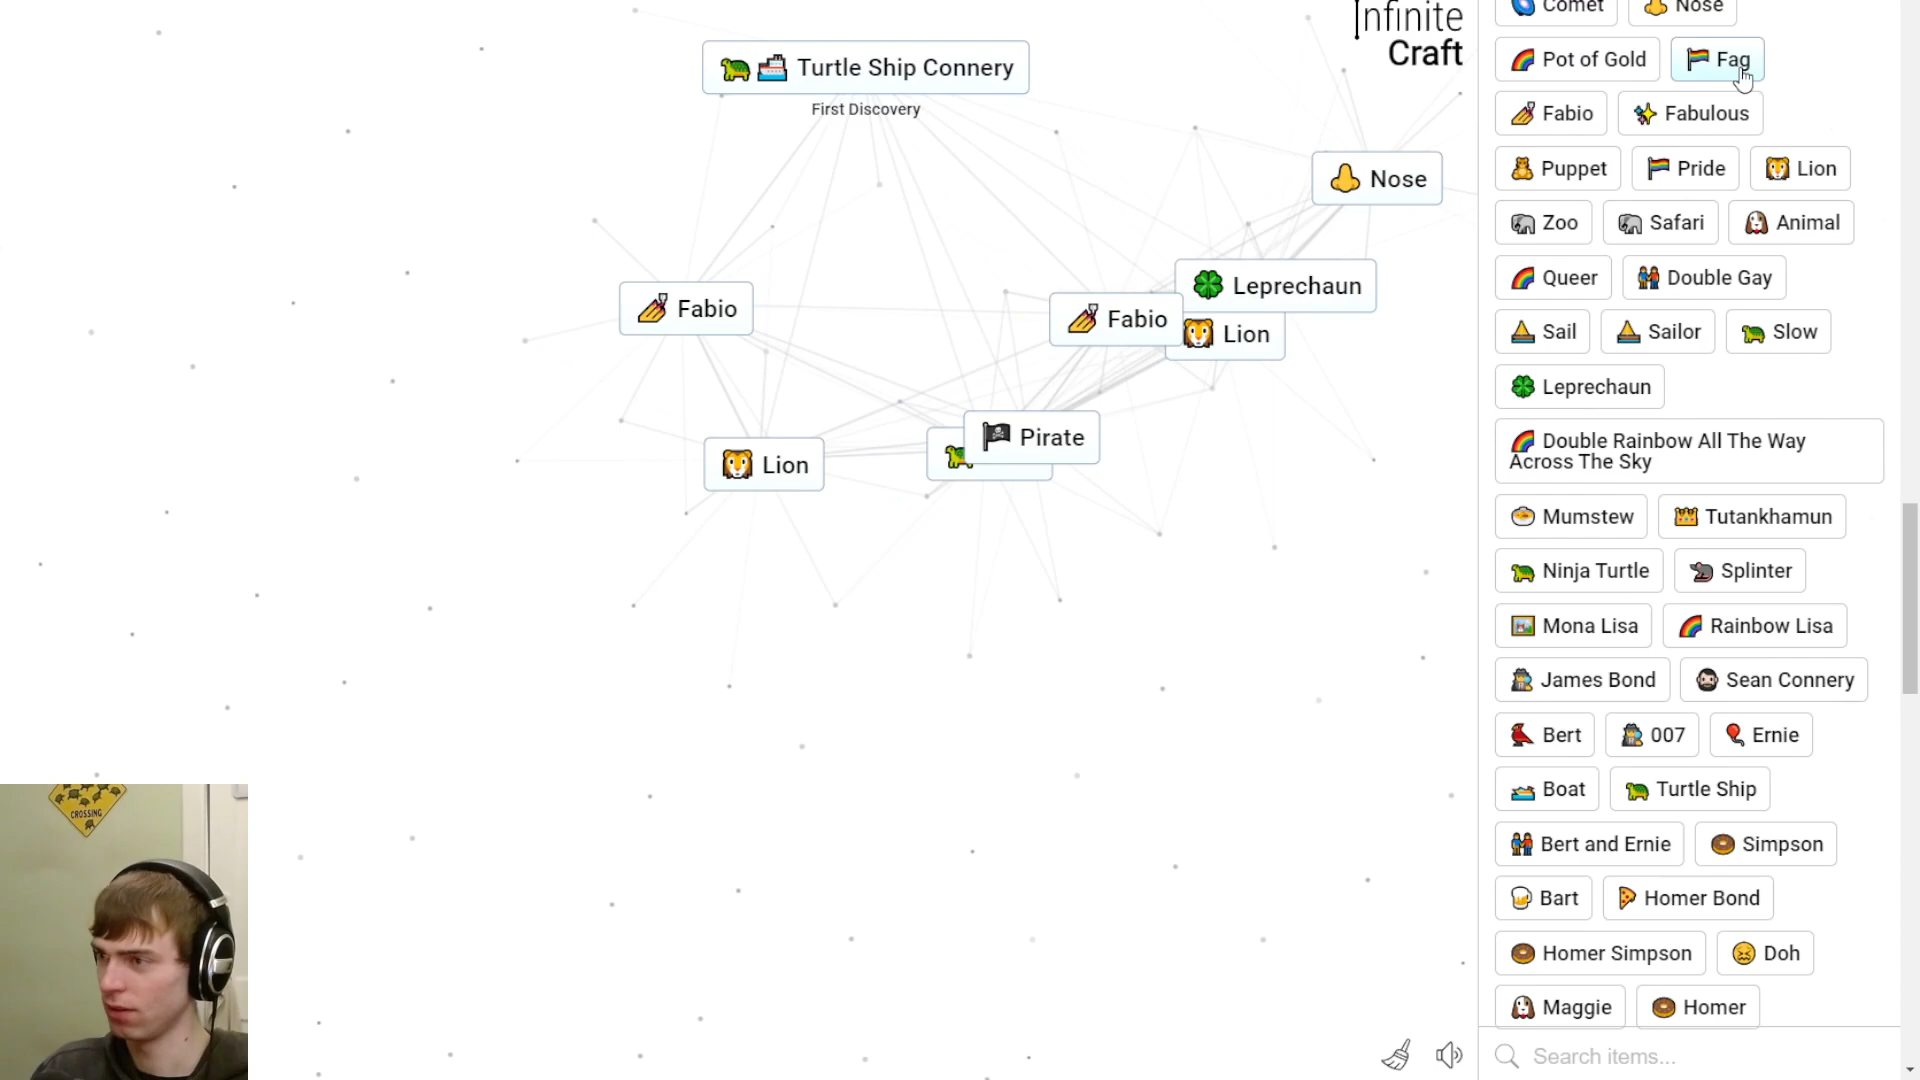 Infinite
Craft
Turtle Ship Connery
First Discovery
Nose
Leprechaun
Fabio
Fabio
Lion
Pirate
Lion
Comet
Nose
Pot of Gold
Fag
Fabio
Fabulous
Puppet
Pride
Lion
Zoo
Safari
Animal
Queer
Double Gay
Sail
Sailor
Slow
Leprechaun
Double Rainbow All The Way
Across The Sky
Mumstew
Tutankhamun
Ninja Turtle
Splinter
Mona Lisa
Rainbow Lisa
James Bond
Sean Connery
Bert
007
Ernie
Boat
Turtle Ship
Bert and Ernie
Simpson
Bart
Homer Bond
Homer Simpson
Doh
Maggie
Homer
Search items...
CROSSING